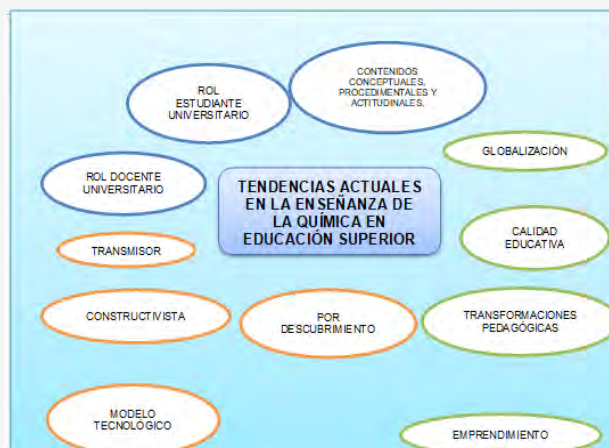 ROL
ESTUDIANTE
UNIVERSITARIO
CONTENIDOS
CONCEPTUALES,
PROCEDIMENTALES Y
ACTITUDINALES.
GLOBALIZACIÓN
ROL DOCENTE
UNIVERSITARIO
TENDENCIAS ACTUALES
EN LA ENSEÑANZA DE
LA QUÍMICA EN
EDUCACIÓN SUPERIOR
CALIDAD
EDUCATIVA
TRANSMISOR
CONSTRUCTIVISTA
POR
DESCUBRIMIENTO
TRANSFORMACIONES
PEDAGÓGICAS
MODELO
TECNOLÓGICO
EMPRENDIMIENTO